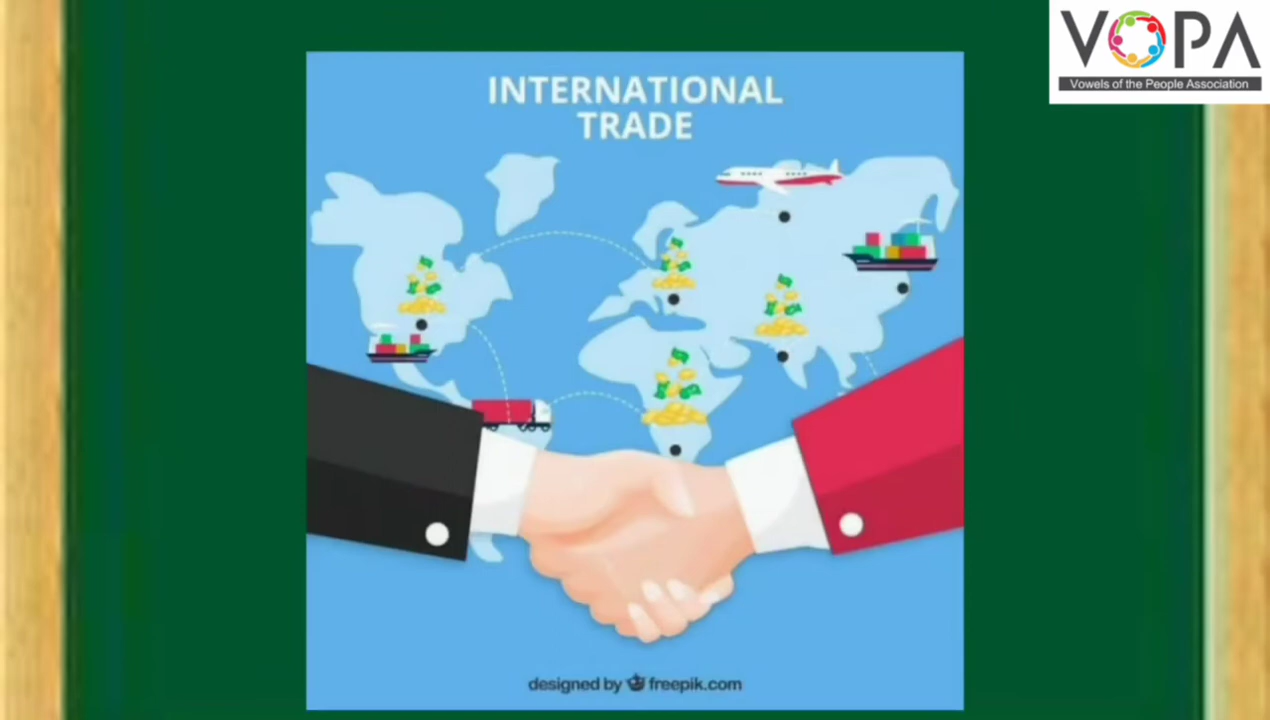 VOPA
Vowels of the People Association
INTERNATIONAL
TRADE
designed by freepik.com